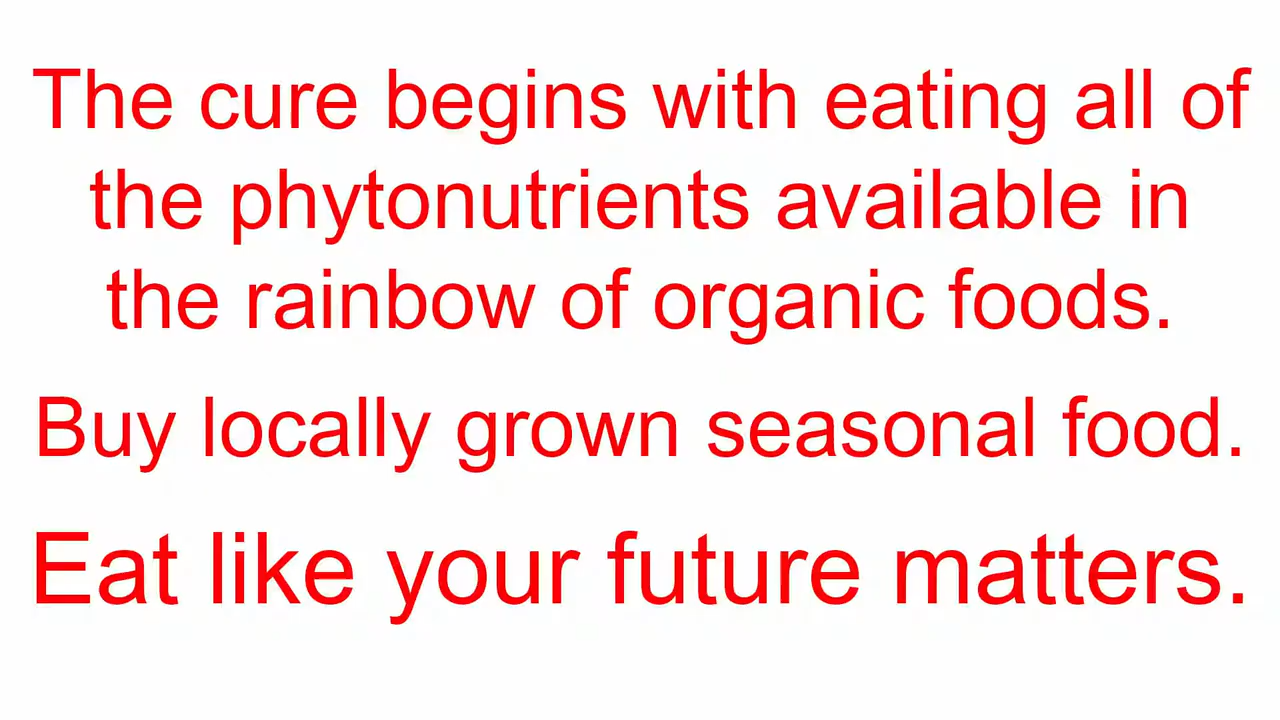 The cure begins with eating all of
the phytonutrients available in
the rainbow of organic foods.
Buy locally grown seasonal food.
Eat like your future matters.